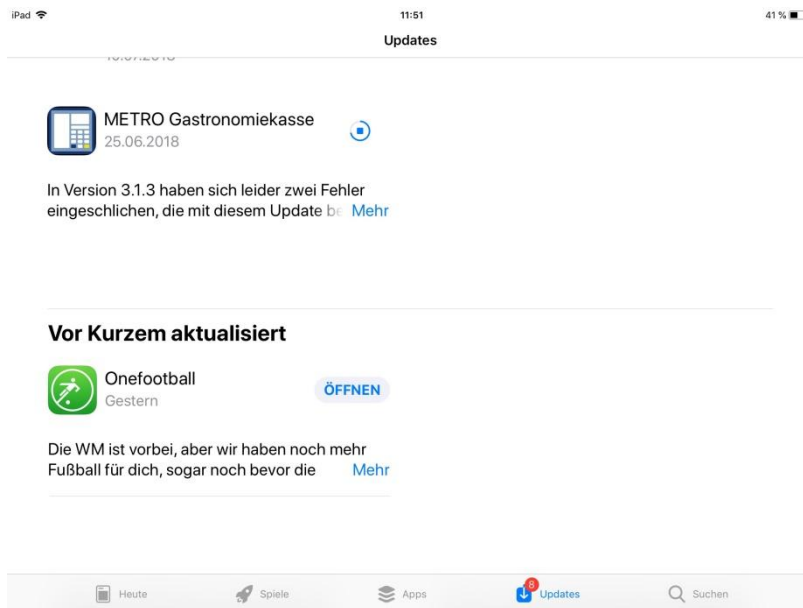 iPad 11:51 41 %
Updates
METRO Gastronomiekasse
25.06.2018
In Version 3.1.3 haben sich leider zwei Fehler
eingeschlichen, die mit diesem Update be Mehr
Vor Kurzem aktualisiert
Onefootball
Gestern
ÖFFNEN
Die WM ist vorbei, aber wir haben noch mehr
Fußball für dich, sogar noch bevor die Mehr
8
Heute Spiele Apps Updates Suchen